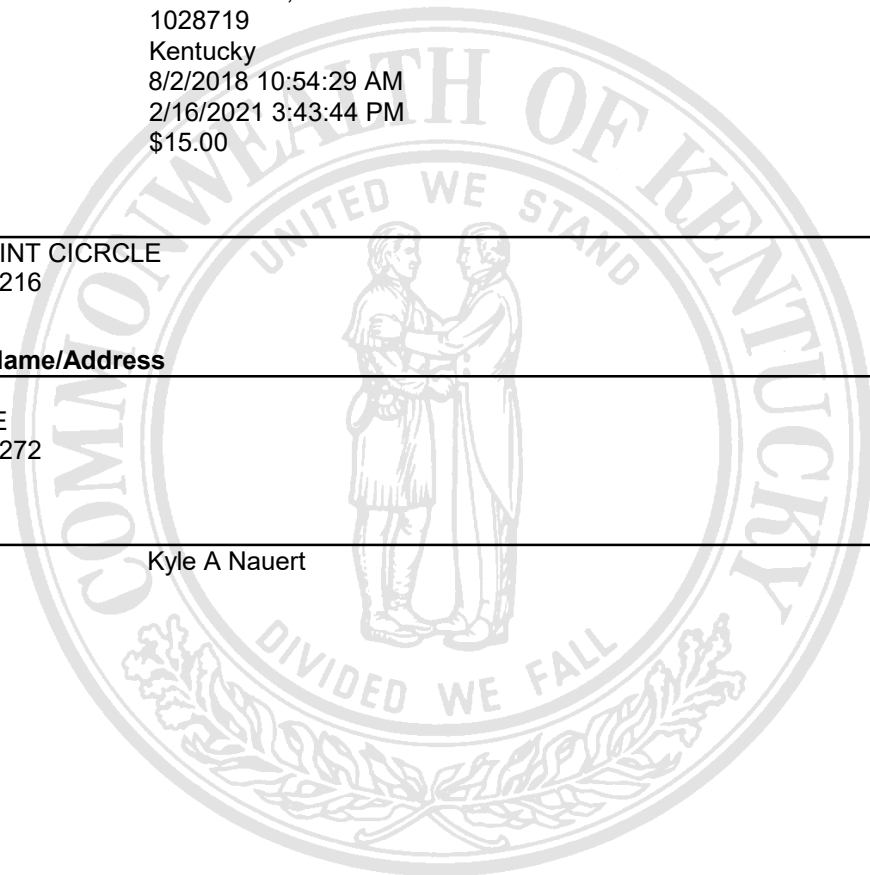 1028719
Kentucky
8/2/2018 10:54:29 AM
2/16/2021 3:43:44 PM
$15.00
INT CICRCLE
216
ame/Address
E
272
Kyle A Nauert
COMMONWEALTH OF KENTUCKY
UNITED WE STAND
DIVIDED WE FALL